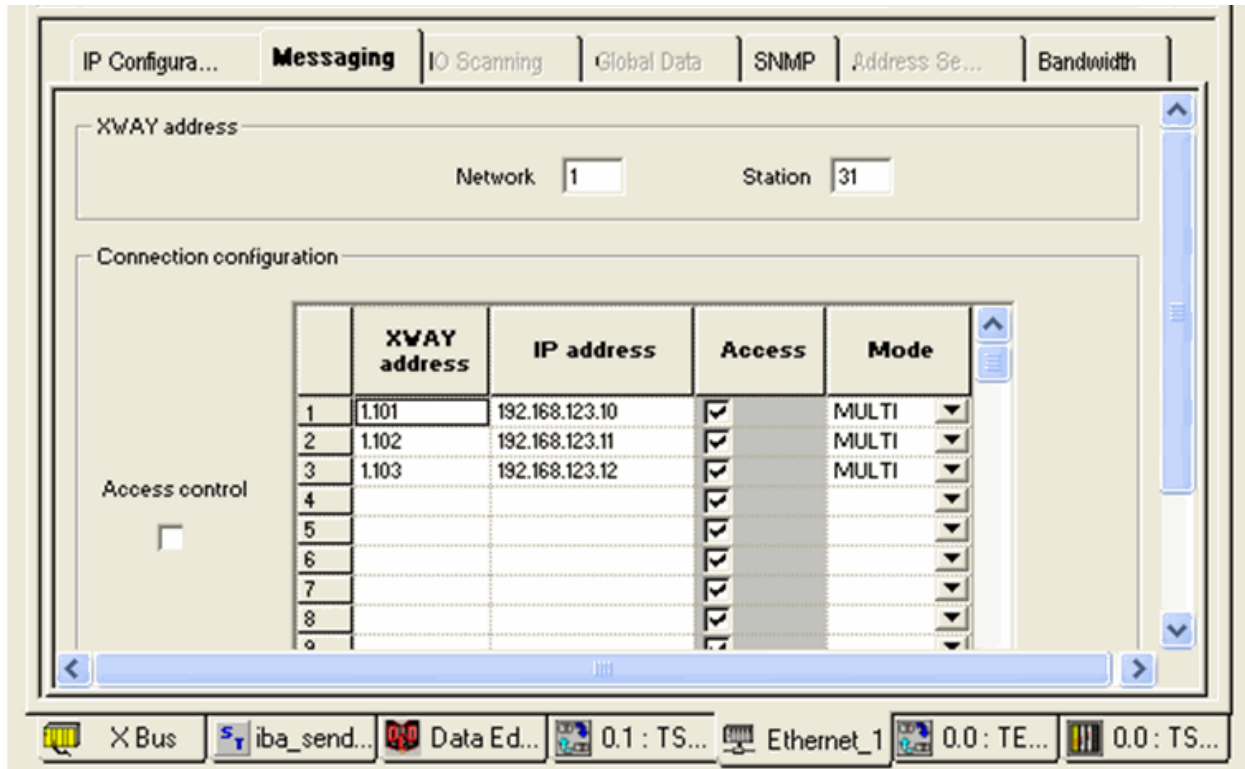 IP Configura... Messaging IO Scanning Global Data SNMP Address Se... Bandwidth
XWAY address
Network 1 Station 31
Connection configuration
XWAY address IP address Access Mode
1 1.101 192.168.123.10 MULTI
2 1.102 192.168.123.11 MULTI
3 1.103 192.168.123.12 MULTI
Access control
4
5
6
7
8
9
X Bus iba_send... Data Ed... 0.1 : TS... Ethernet_1 0.0 : TE... 0.0 : TS...